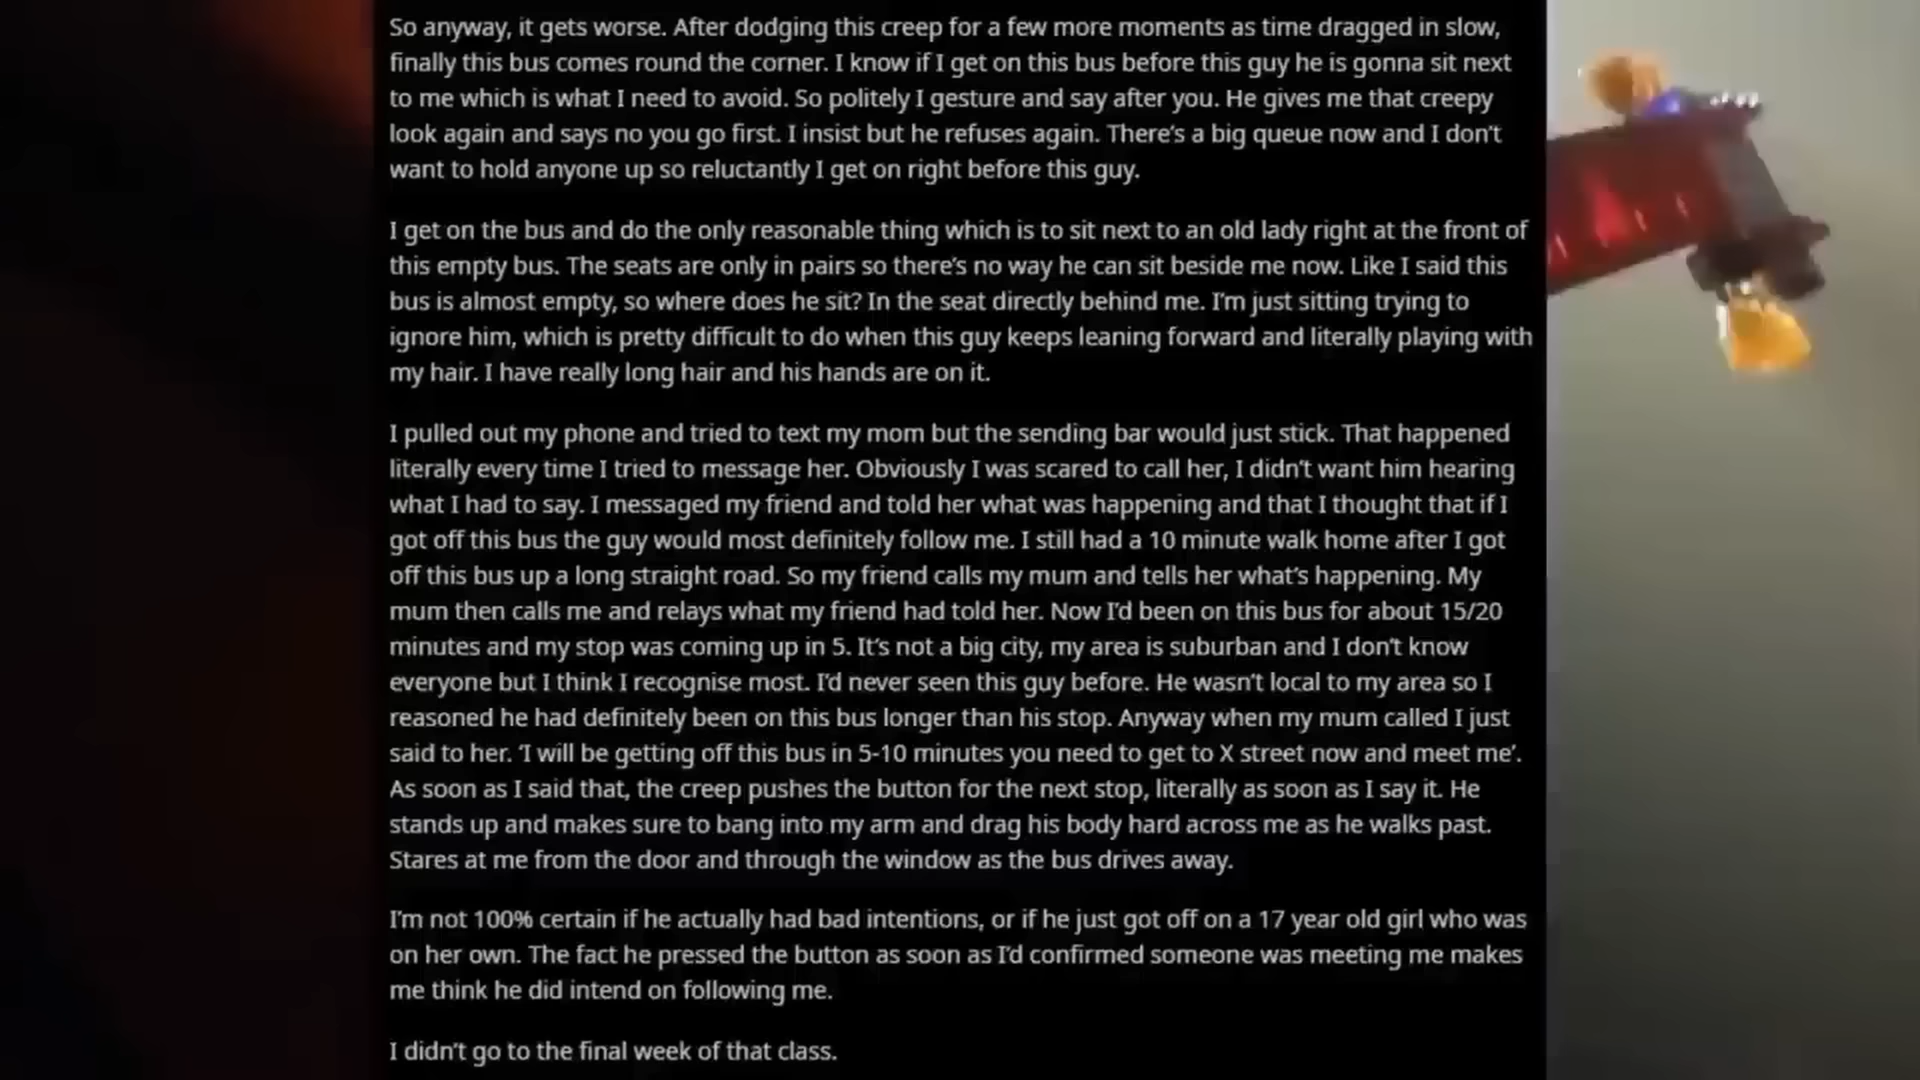 So anyway, it gets worse. After dodging this creep for a few more moments as time dragged in slow,
finally this bus comes round the corner. I know if I get on this bus before this guy he is gonna sit next
to me which is what I need to avoid. So politely I gesture and say after you. He gives me that creepy
look again and says no you go first. I insist but he refuses again. There's a big queue now and I don't
want to hold anyone up so reluctantly I get on right before this guy.
I get on the bus and do the only reasonable thing which is to sit next to an old lady right at the front of
this empty bus. The seats are only in pairs so there's no way he can sit beside me now. Like I said this
bus is almost empty, so where does he sit? In the seat directly behind me. I'm just sitting trying to
ignore him, which is pretty difficult to do when this guy keeps leaning forward and literally playing with
my hair. I have really long hair and his hands are on it.
I pulled out my phone and tried to text my mom but the sending bar would just stick. That happened
literally every time I tried to message her. Obviously I was scared to call her, I didn't want him hearing
what I had to say. I messaged my friend and told her what was happening and that I thought that if I
got off this bus the guy would most definitely follow me. I still had a 10 minute walk home after I got
off this bus up a long straight road. So my friend calls my mum and tells her what's happening. My
mum then calls me and relays what my friend had told her. Now I'd been on this bus for about 15/20
minutes and my stop was coming up in 5. It's not a big city, my area is suburban and I don't know
everyone but I think I recognise most. I'd never seen this guy before. He wasn't local to my area so I
reasoned he had definitely been on this bus longer than his stop. Anyway when my mum called I just
said to her. 'I will be getting off this bus in 5-10 minutes you need to get to X street now and meet me'.
As soon as I said that, the creep pushes the button for the next stop, literally as soon as I say it. He
stands up and makes sure to bang into my arm and drag his body hard across me as he walks past.
Stares at me from the door and through the window as the bus drives away.
I'm not 100% certain if he actually had bad intentions, or if he just got off on a 17 year old girl who was
on her own. The fact he pressed the button as soon as I'd confirmed someone was meeting me makes
me think he did intend on following me.
I didn't go to the final week of that class.